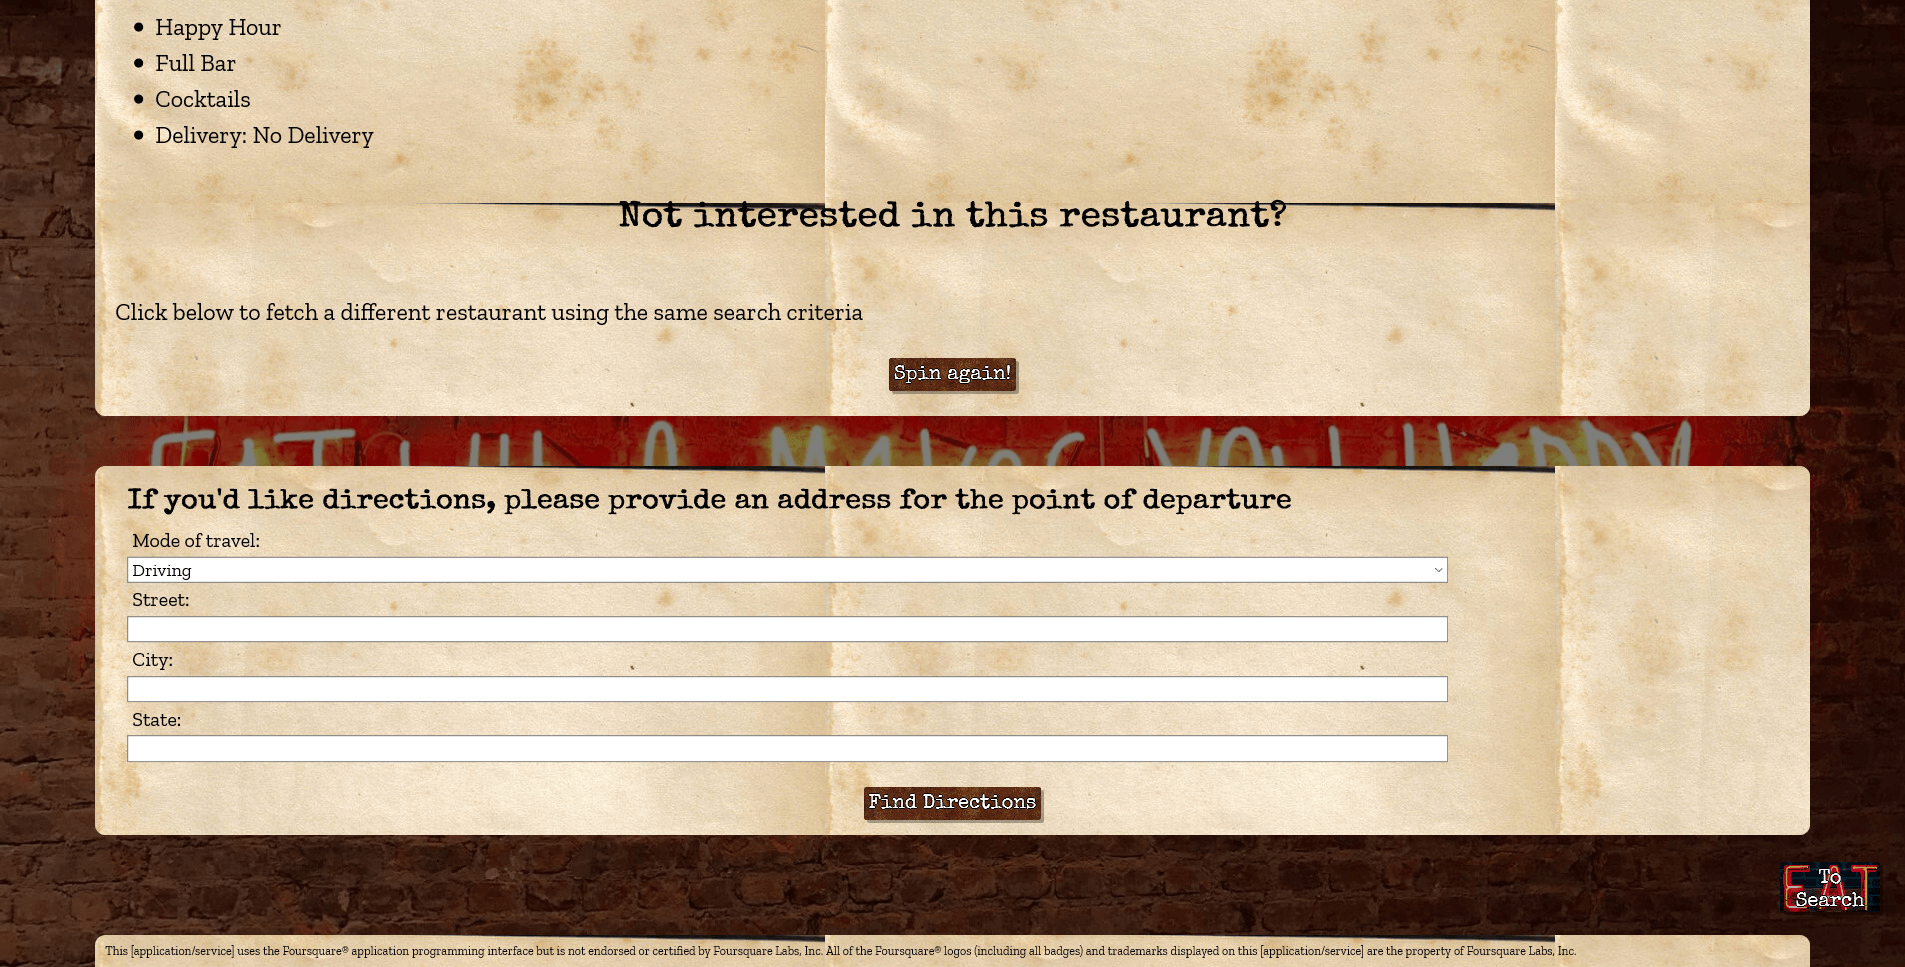 Happy Hour
Full Bar
Cocktails
Delivery: No Delivery
Not interested in this restaurant?
Click below to fetch a different restaurant using the same search criteria
Spin again!
If you'd like directions, please provide an address for the point of departure
Mode of travel:
Driving
Street:
City:
State:
Find Directions
EAT
To
Search
This [application/service] uses the Foursquare® application programming interface but is not endorsed or certified by Foursquare Labs, Inc. All of the Foursquare® logos (including all badges) and trademarks displayed on this [application/service] are the property of Foursquare Labs, Inc.